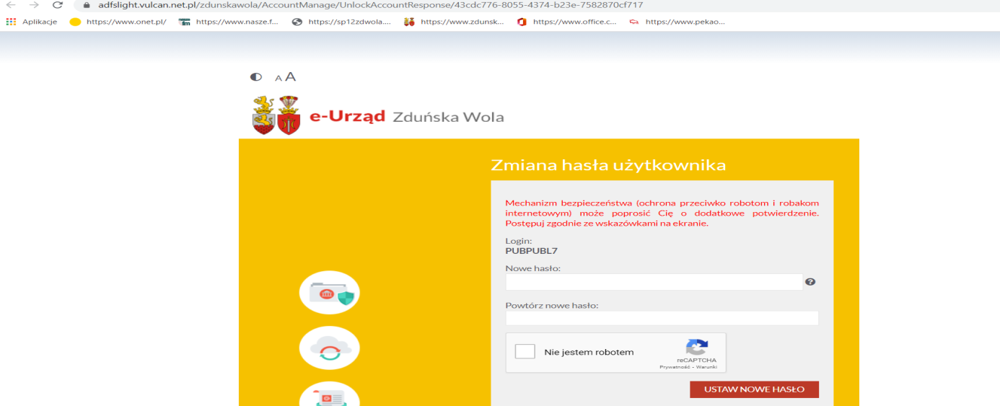 adfslight.vulcan.net.pl/zdunskawola/AccountManage/UnlockAccountResponse/43cdc776-8055-4374-b23e-7582870cf717
Aplikacje https://www.onet.pl/ https://www.nasze.f... https://sp12zdwola.... https://www.zdunsk... https://www.office.c... https://www.pekao...
A A
e-Urząd Zduńska Wola
Zmiana hasła użytkownika
Mechanizm bezpieczeństwa (ochrona przeciwko robotom i robakom
internetowym) może poprosić Cię o dodatkowe potwierdzenie.
Postępuj zgodnie ze wskazówkami na ekranie.
Login:
PUBPUBL7
Nowe hasło:
Powtórz nowe hasło:
Nie jestem robotem
reCAPTCHA
Prywatność - Warunki
USTAW NOWE HASŁO